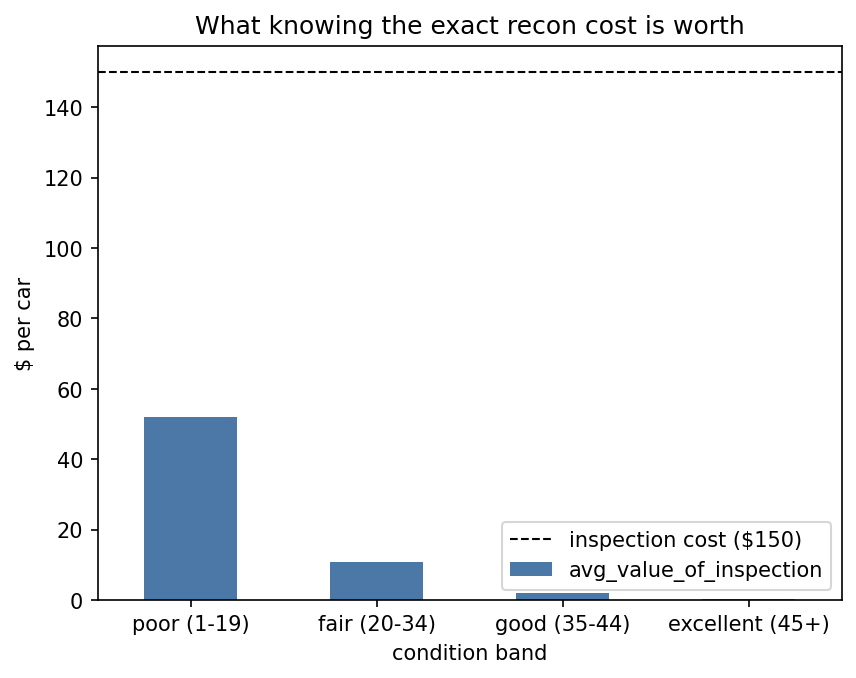 What knowing the exact recon cost is worth
$ per car
140
120
100
80
60
40
20
0
inspection cost ($150)
avg_value_of_inspection
poor (1-19) fair (20-34) good (35-44) excellent (45+)
condition band